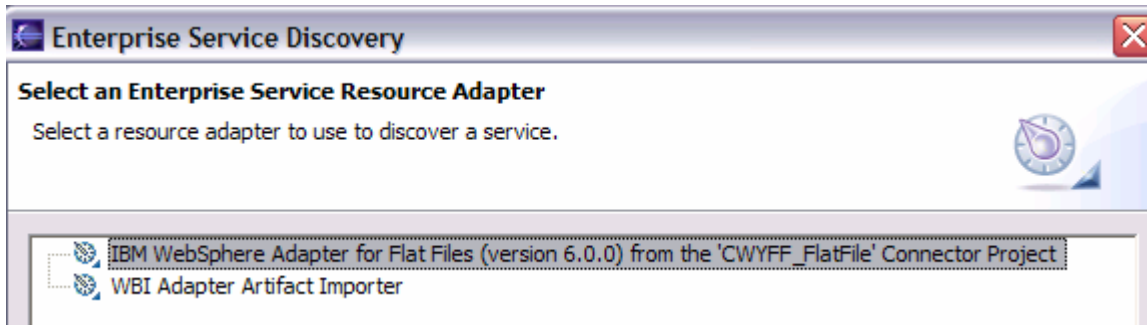 Enterprise Service Discovery
Select an Enterprise Service Resource Adapter
Select a resource adapter to use to discover a service.
IBM WebSphere Adapter for Flat Files (version 6.0.0) from the 'CWYFF_FlatFile' Connector Project
WBI Adapter Artifact Importer